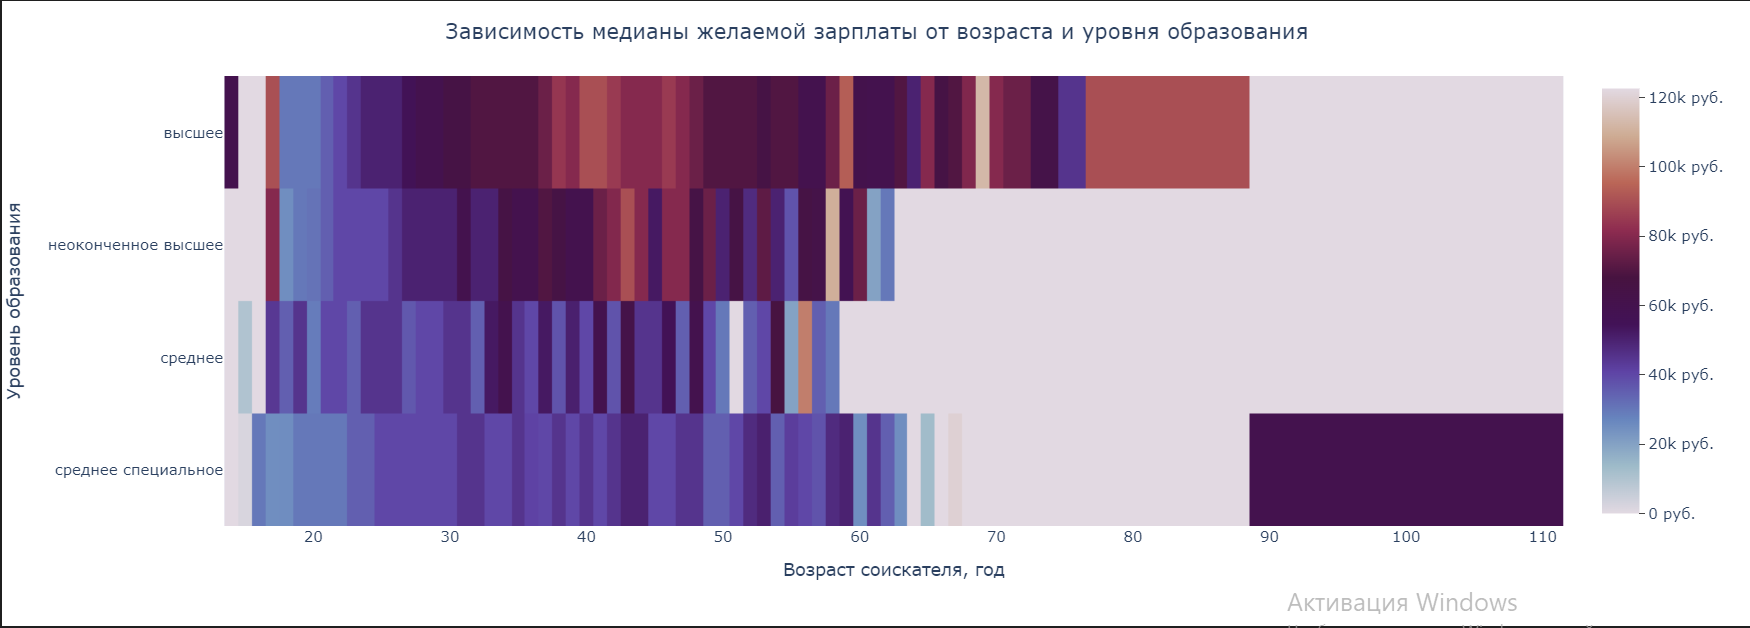 Зависимость медианы желаемой зарплаты от возраста и уровня образования
Уровень образования
высшее
неоконченное высшее
среднее
среднее специальное
20 30 40 50 60 70 80 90 100 110
Возраст соискателя, год
120k руб.
100k руб.
80k руб.
60k руб.
40k руб.
20k руб.
0 руб.
Активация Windows